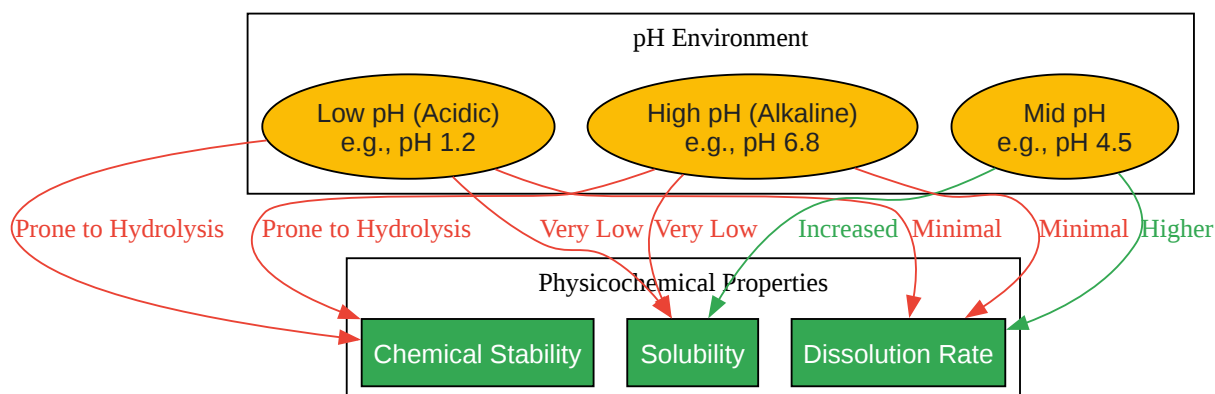 pH Environment
Low pH (Acidic)
e.g., pH 1.2
High pH (Alkaline)
e.g., pH 6.8
Mid pH
e.g., pH 4.5
Prone to Hydrolysis
Prone to Hydrolysis
Very Low
Very Low
Increased
Minimal
Minimal
Higher
Physicochemical Properties
Chemical Stability
Solubility
Dissolution Rate